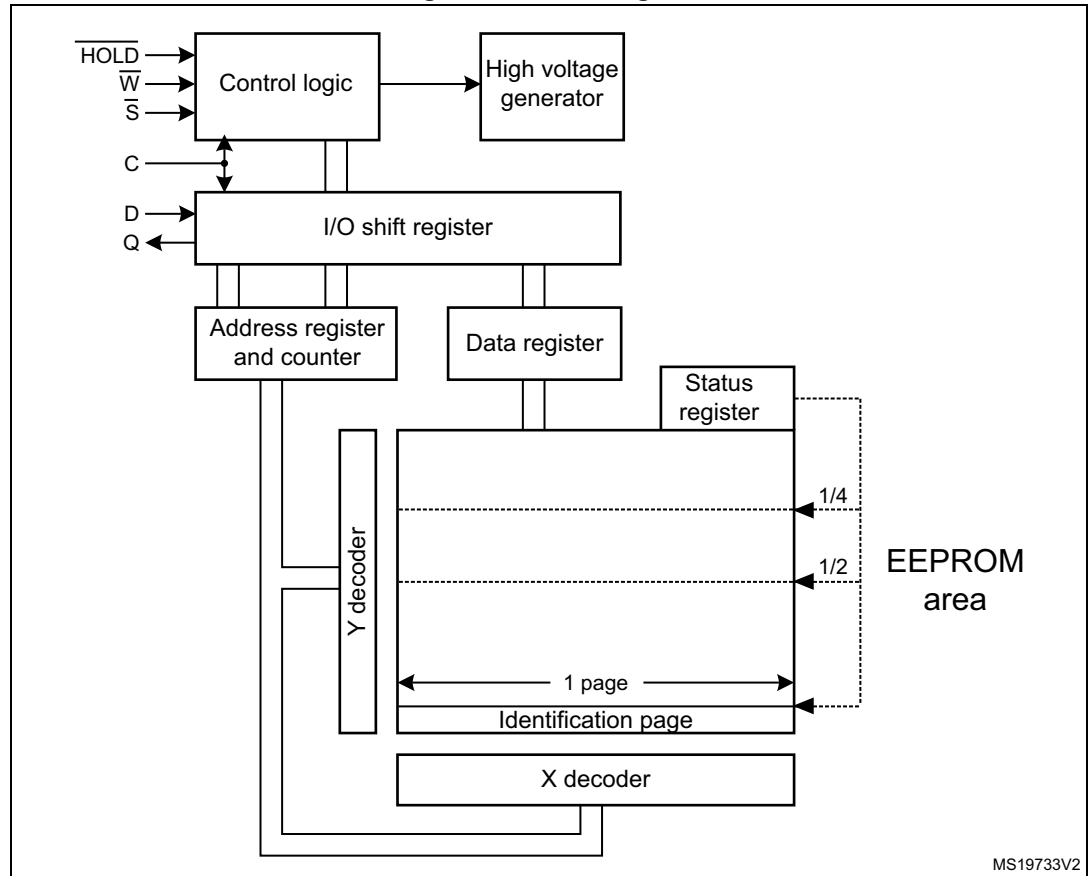 HOLD
W
S
C
D
Q
Control logic
High voltage
generator
I/O shift register
Address register
and counter
Data register
Status
register
1/4
1/2
EEPROM
area
Y decoder
1 page
Identification page
X decoder
MS19733V2